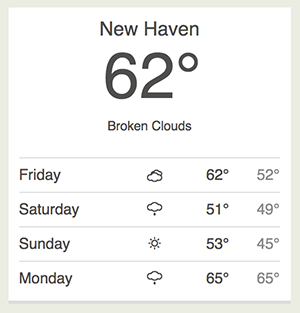 New Haven
62°
Broken Clouds
Friday 62° 52°
Saturday 51° 49°
Sunday 53° 45°
Monday 65° 65°